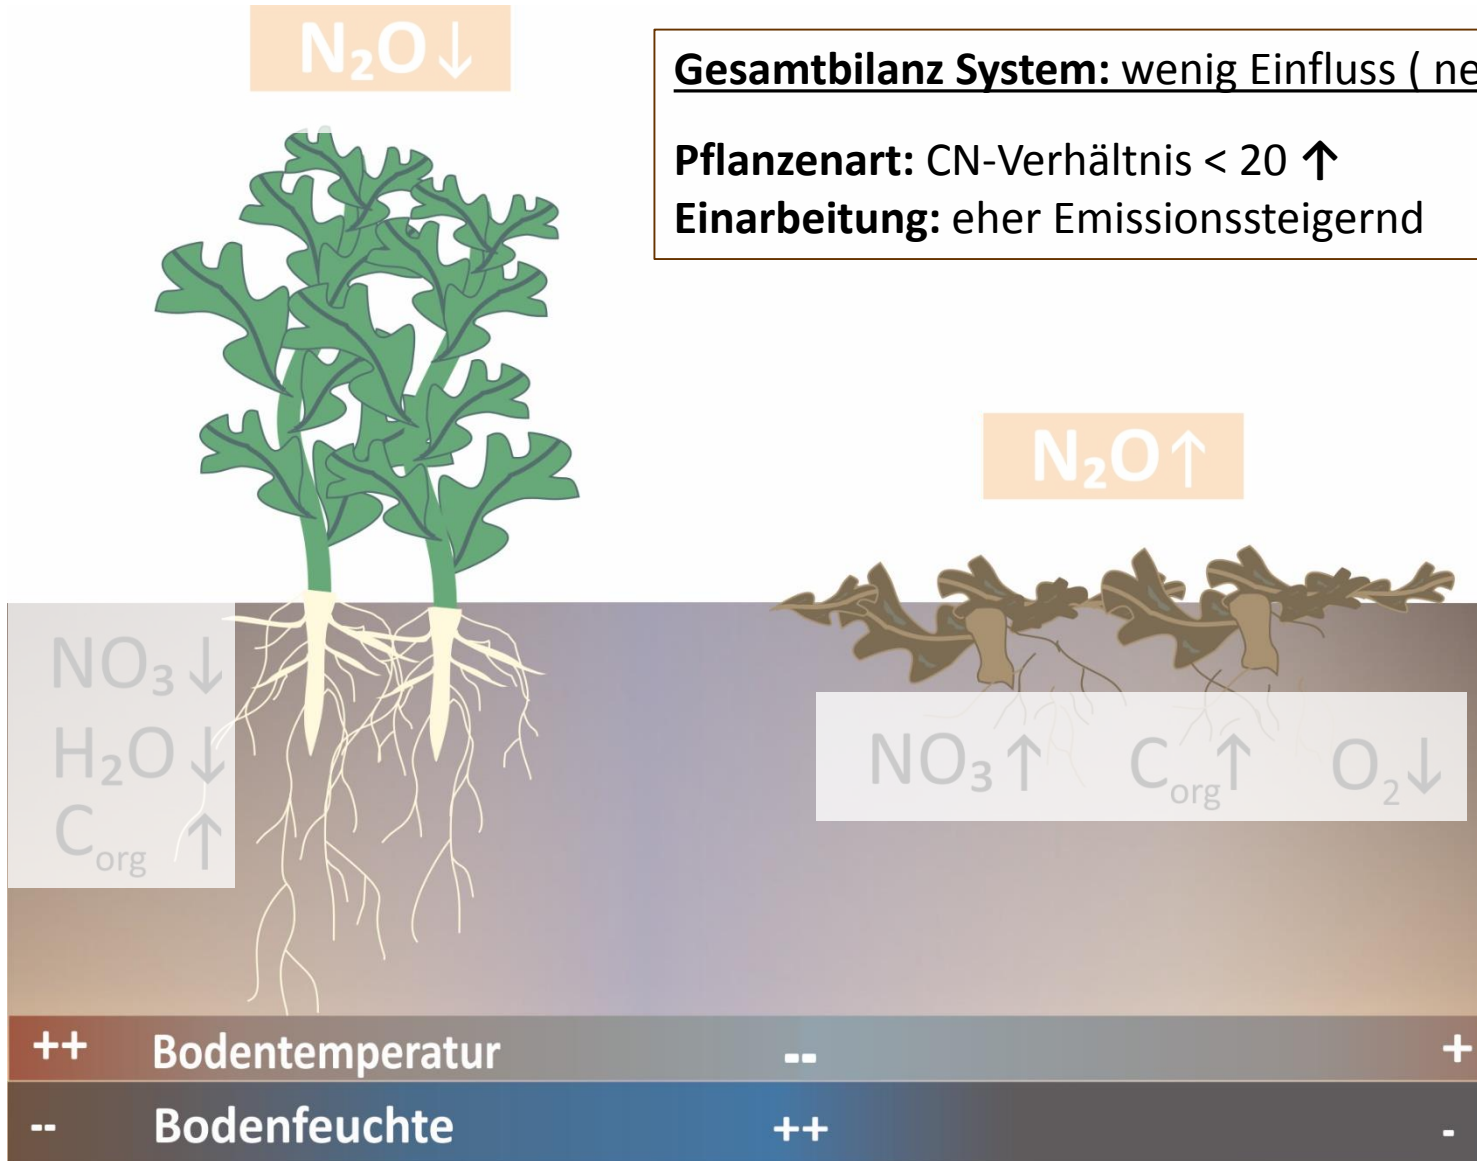 N₂O ↓
Gesamtbilanz System: wenig Einfluss ( ne
Pflanzenart: CN-Verhältnis < 20 ↑
Einarbeitung: eher Emissionssteigernd
N₂O ↑
NO₃ ↓
H₂O ↓
C_org ↑
NO₃ ↑ C_org ↑ O₂ ↓
++ Bodentemperatur -- +
-- Bodenfeuchte ++ -